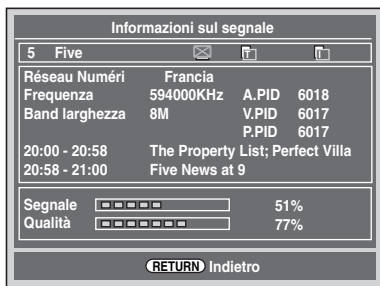 Informazioni sul segnale
5 Five T I
Réseau Numéri Francia
Frequenza 594000KHz A.PID 6018
Band larghezza 8M V.PID 6017
P.PID 6017
20:00 - 20:58 The Property List; Perfect Villa
20:58 - 21:00 Five News at 9
Segnale 51%
Qualità 77%
RETURN Indietro